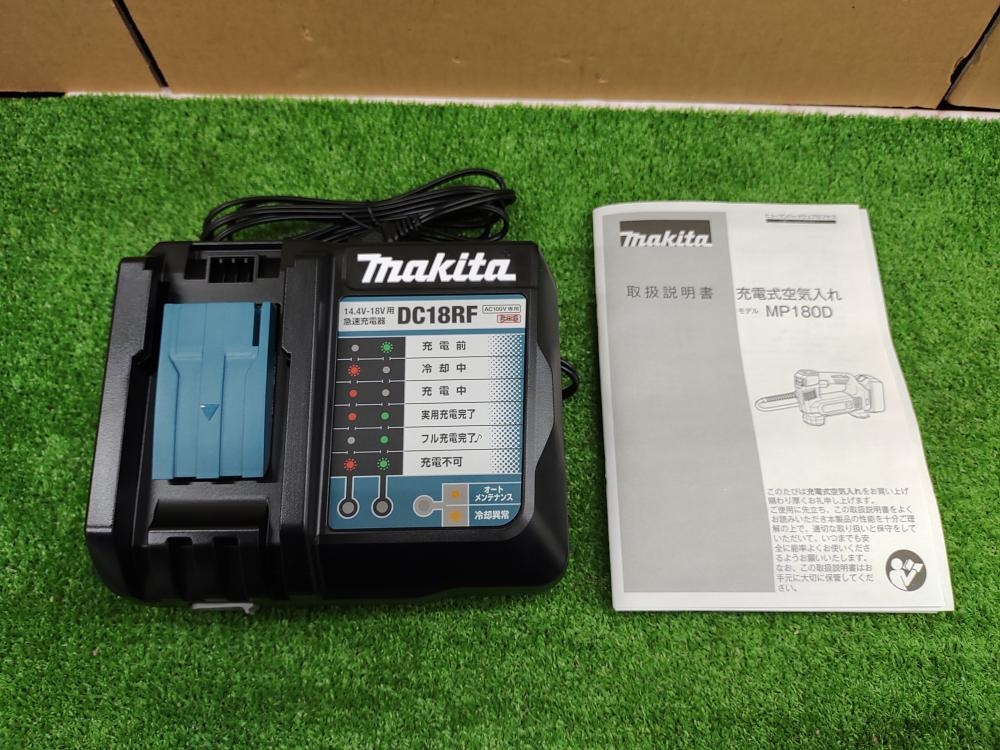 makita
14.4V-18V用
急速充電器
DC18RF
AC100V専用
充電前
冷却中
充電中
実用充電完了
フル充電完了♪
充電不可
オート
メンテナンス
冷却異常
makita
取扱説明書
充電式空気入れ
モデル MP180D
このたびは充電式空気入れをお買い上げ
賜わり厚くお礼申し上げます。
ご使用に先立ち、この取扱説明書をよく
お読みいただき本製品の性能を十分ご理
解の上で、適切な取り扱いと保守をして
いただいて、いつまでも安
全に能率よくお使いくださ
るようお願いいたします。
なお、この取扱説明書はお
手元に大切に保管してくだ
さい。